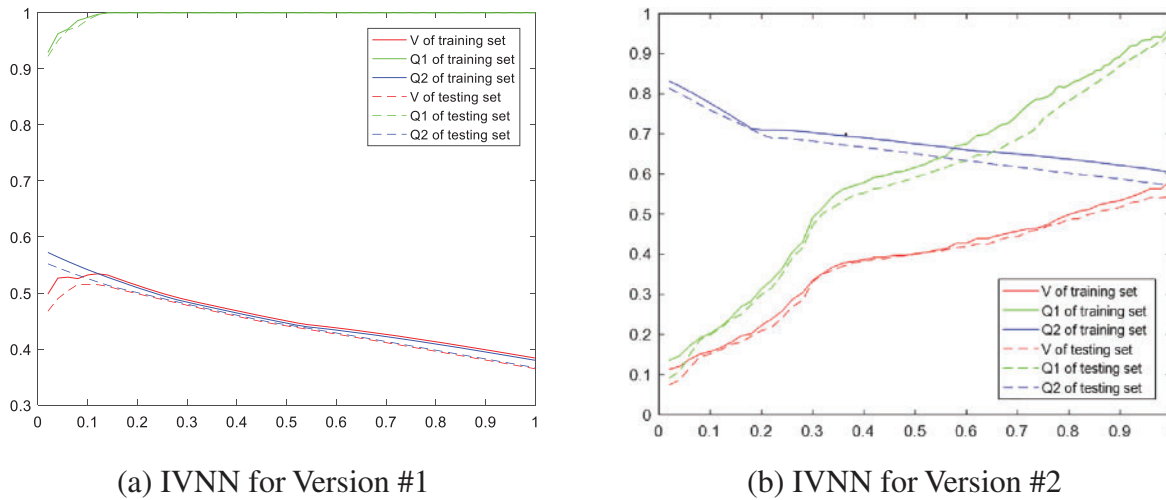 1
0.9
0.8
0.7
0.6
0.5
0.4
0.3
0 0.1 0.2 0.3 0.4 0.5 0.6 0.7 0.8 0.9 1
V of training set
Q1 of training set
Q2 of training set
V of testing set
Q1 of testing set
Q2 of testing set
(a) IVNN for Version #1
1
0.9
0.8
0.7
0.6
0.5
0.4
0.3
0.2
0.1
0
0 0.1 0.2 0.3 0.4 0.5 0.6 0.7 0.8 0.9
V of training set
Q1 of training set
Q2 of training set
V of testing set
Q1 of testing set
Q2 of testing set
(b) IVNN for Version #2